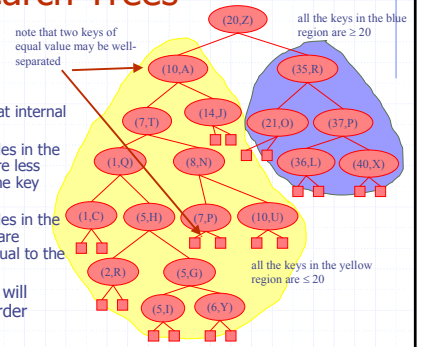 arch Trees
note that two keys of
equal value may be well-
separated
all the keys in the blue
region are ≥ 20
(20,Z)
(10,A)
(35,R)
at internal
(7,T)
(14,J)
(21,O)
(37,P)
des in the
re less
he key
(1,Q)
(8,N)
(36,L)
(40,X)
des in the
are
ual to the
(1,C)
(5,H)
(7,P)
(10,U)
will
rder
(2,R)
(5,G)
all the keys in the yellow
region are ≤ 20
(5,I)
(6,Y)